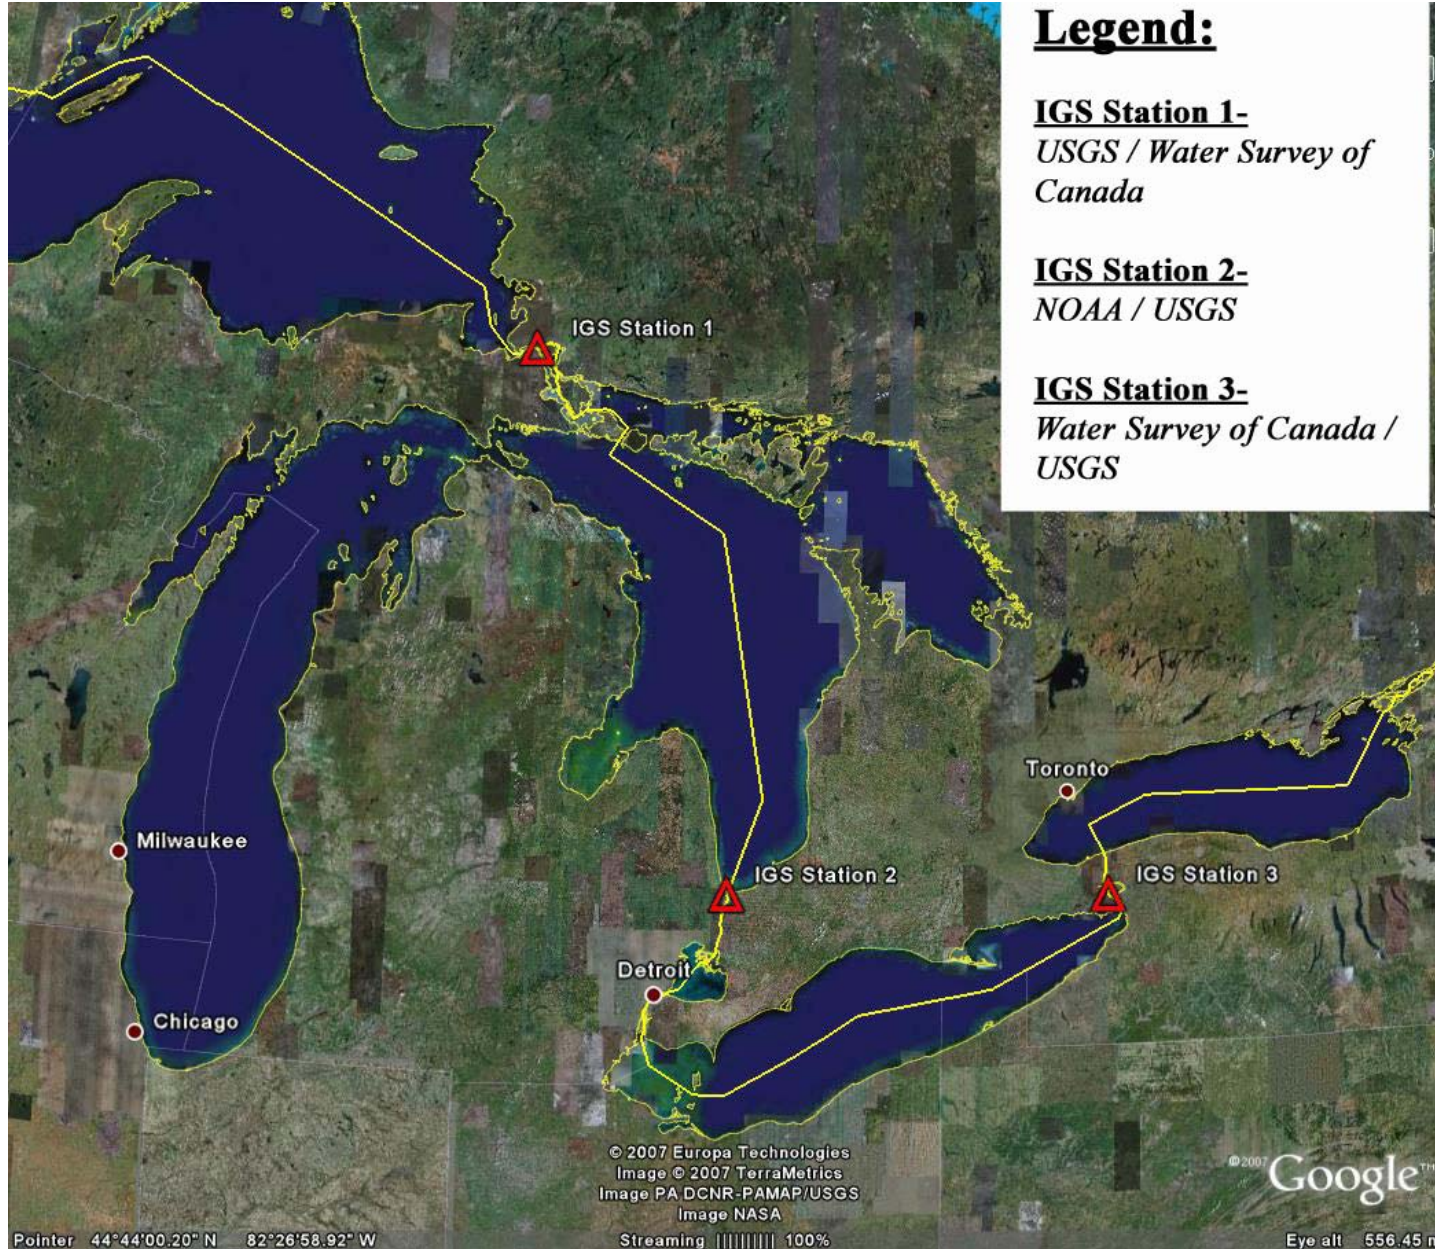 Legend:
IGS Station 1-
USGS / Water Survey of
Canada
IGS Station 2-
NOAA / USGS
IGS Station 3-
Water Survey of Canada /
USGS
IGS Station 1
Toronto
Milwaukee
IGS Station 2
IGS Station 3
Detroit
Chicago
© 2007 Europa Technologies
Image © 2007 TerraMetrics
Image PA DCNR-PAMAP/USGS
Image NASA
©2007 Google™
Pointer 44°44'00.20" N 82°26'58.92" W Streaming |||||||||| 100% Eye alt 556.45 m